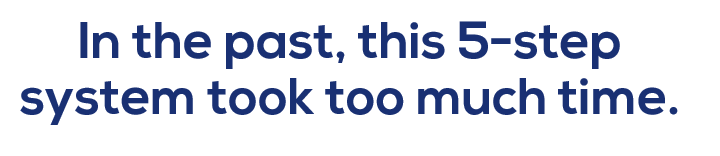 In the past, this 5-step
system took too much time.